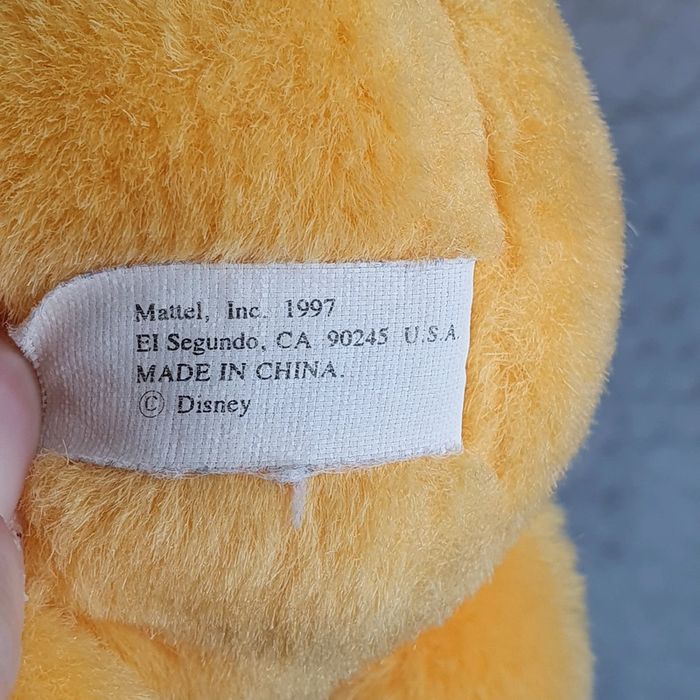 Mattel, Inc. 1997
El Segundo, CA 90245 U.S.A.
MADE IN CHINA.
© Disney